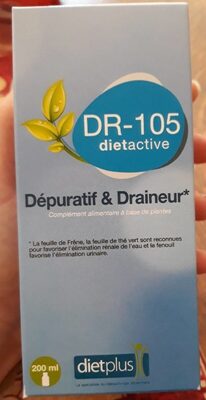 DR-105
dietactive
Dépuratif & Draineur*
Complément alimentaire à base de plantes
* La feuille de Frêne, la feuille de thé vert sont reconnues
pour favoriser l'élimination rénale de l'eau et le fenouil
favorise l'élimination urinaire.
200 ml
dietplus